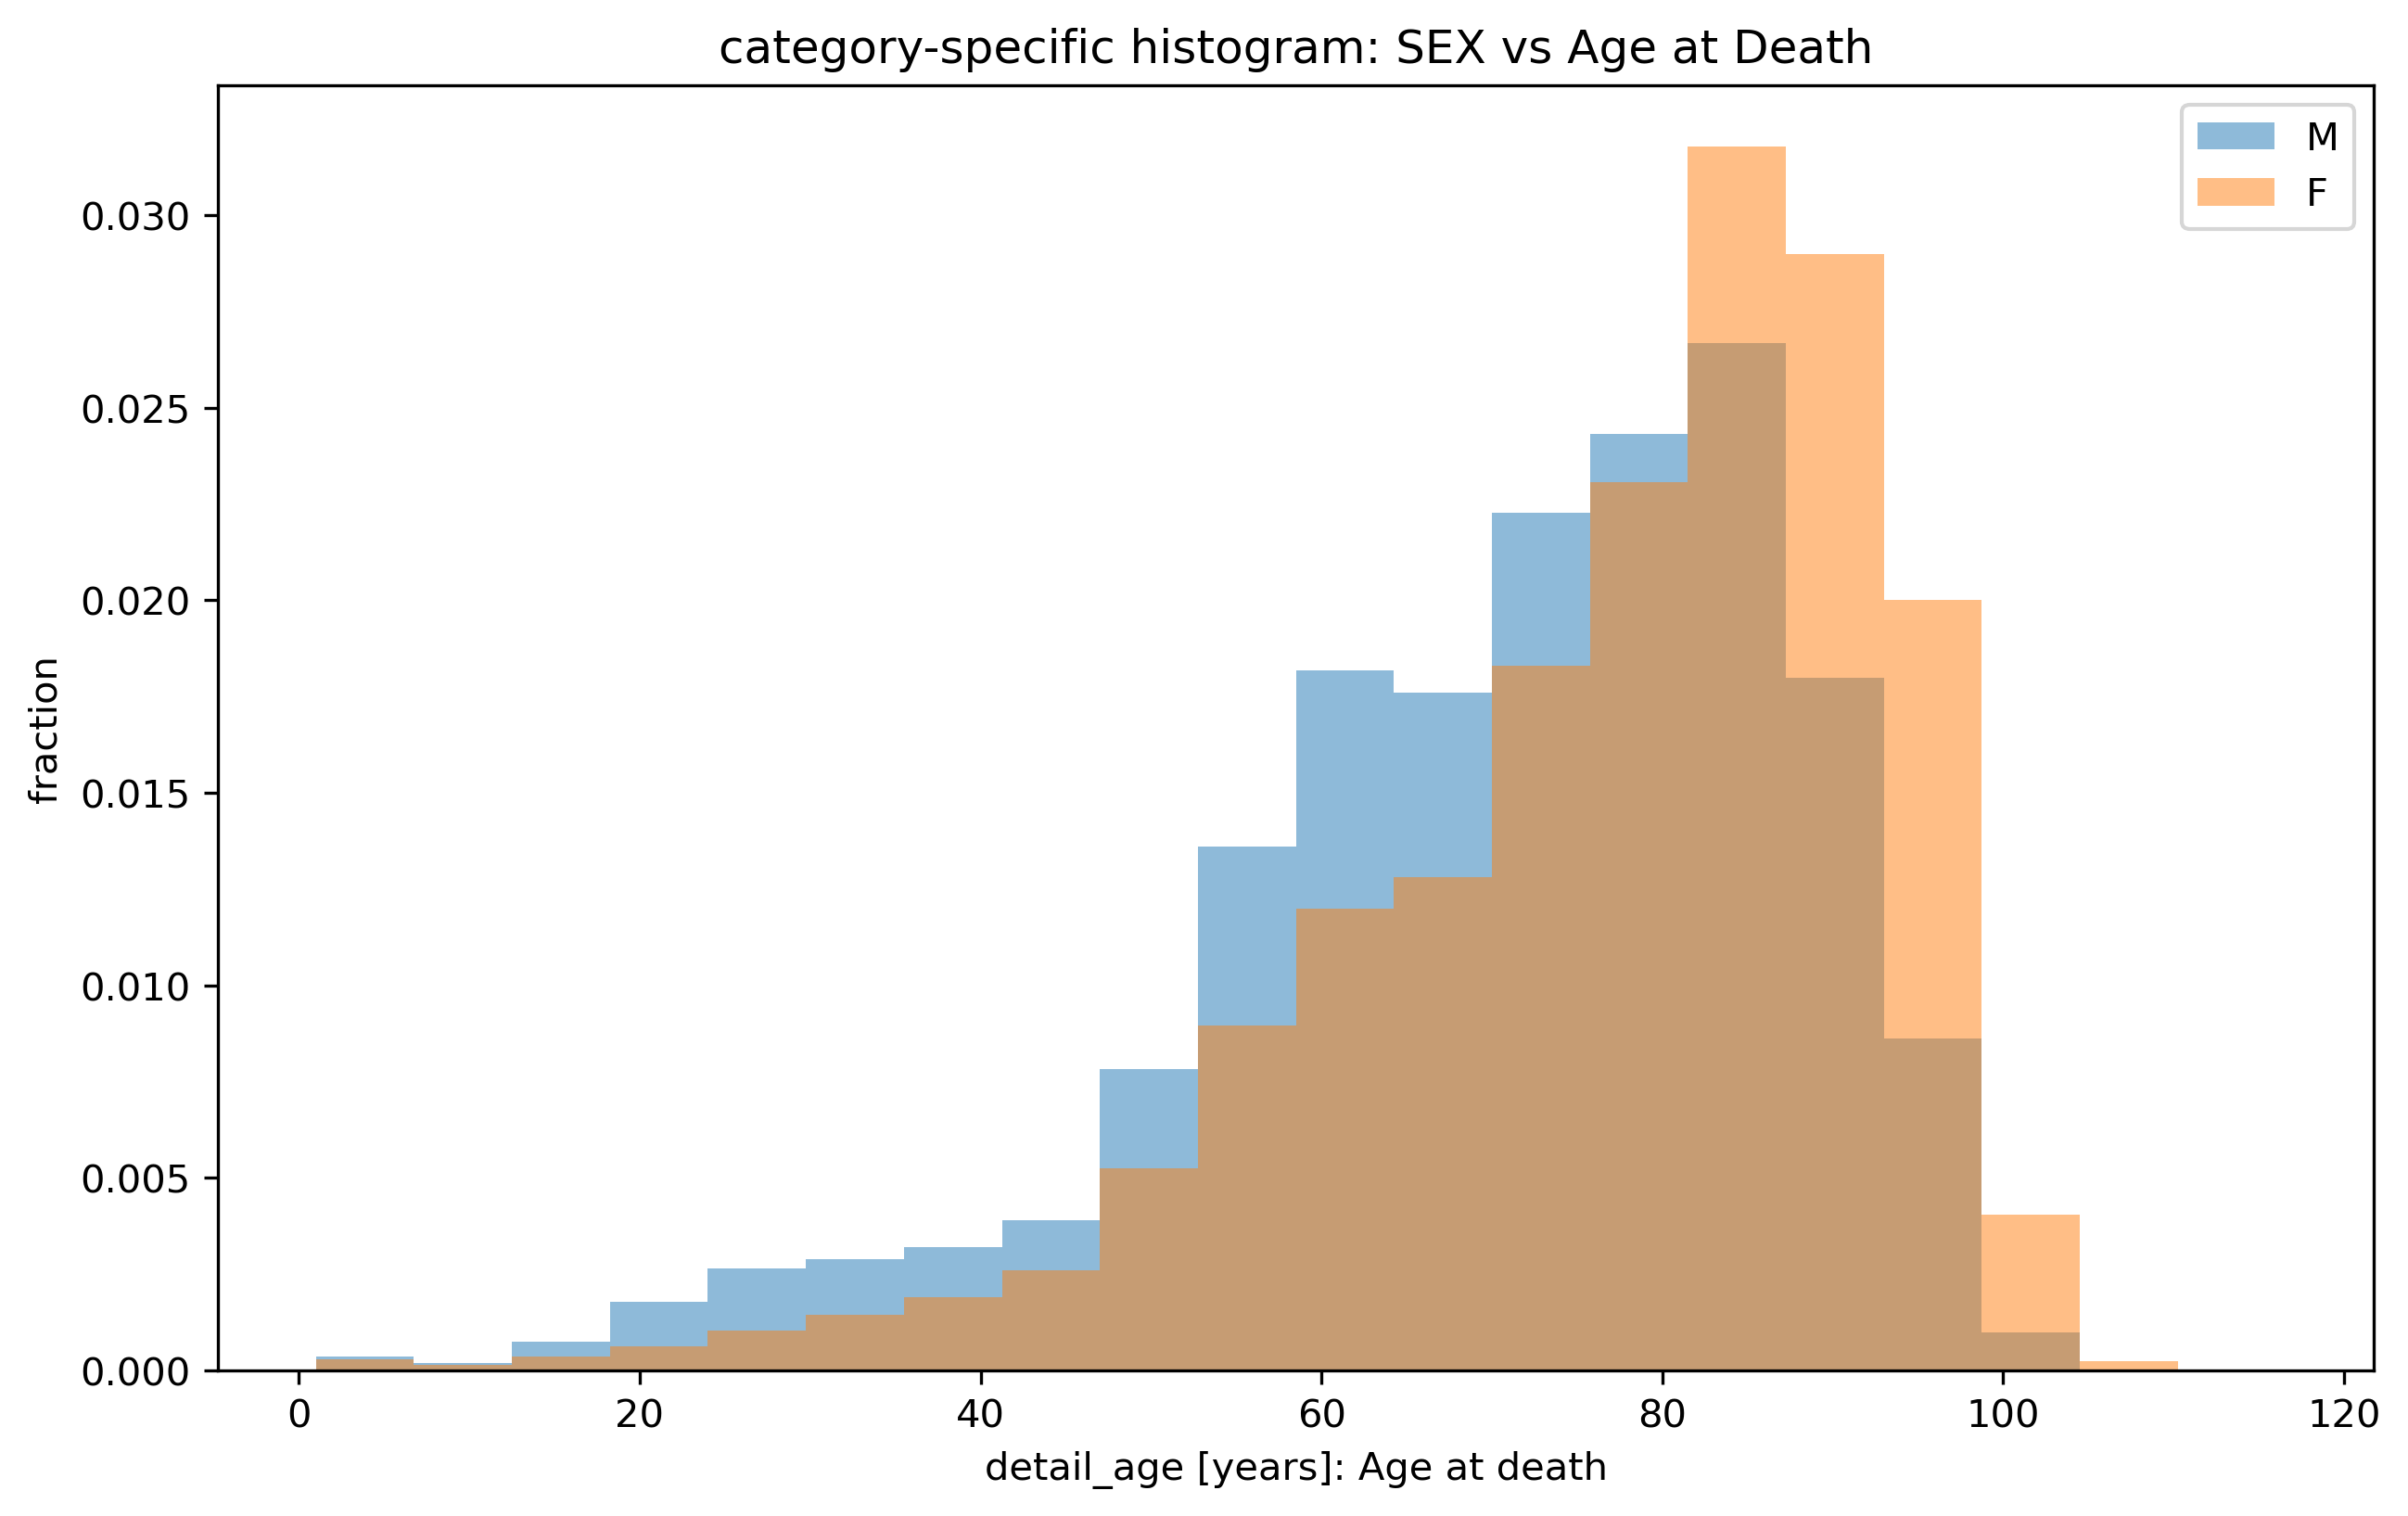 category-specific histogram: SEX vs Age at Death
M
F
0.030
0.025
0.020
0.015
0.010
0.005
0.000
fraction
0 20 40 60 80 100 120
detail_age [years]: Age at death